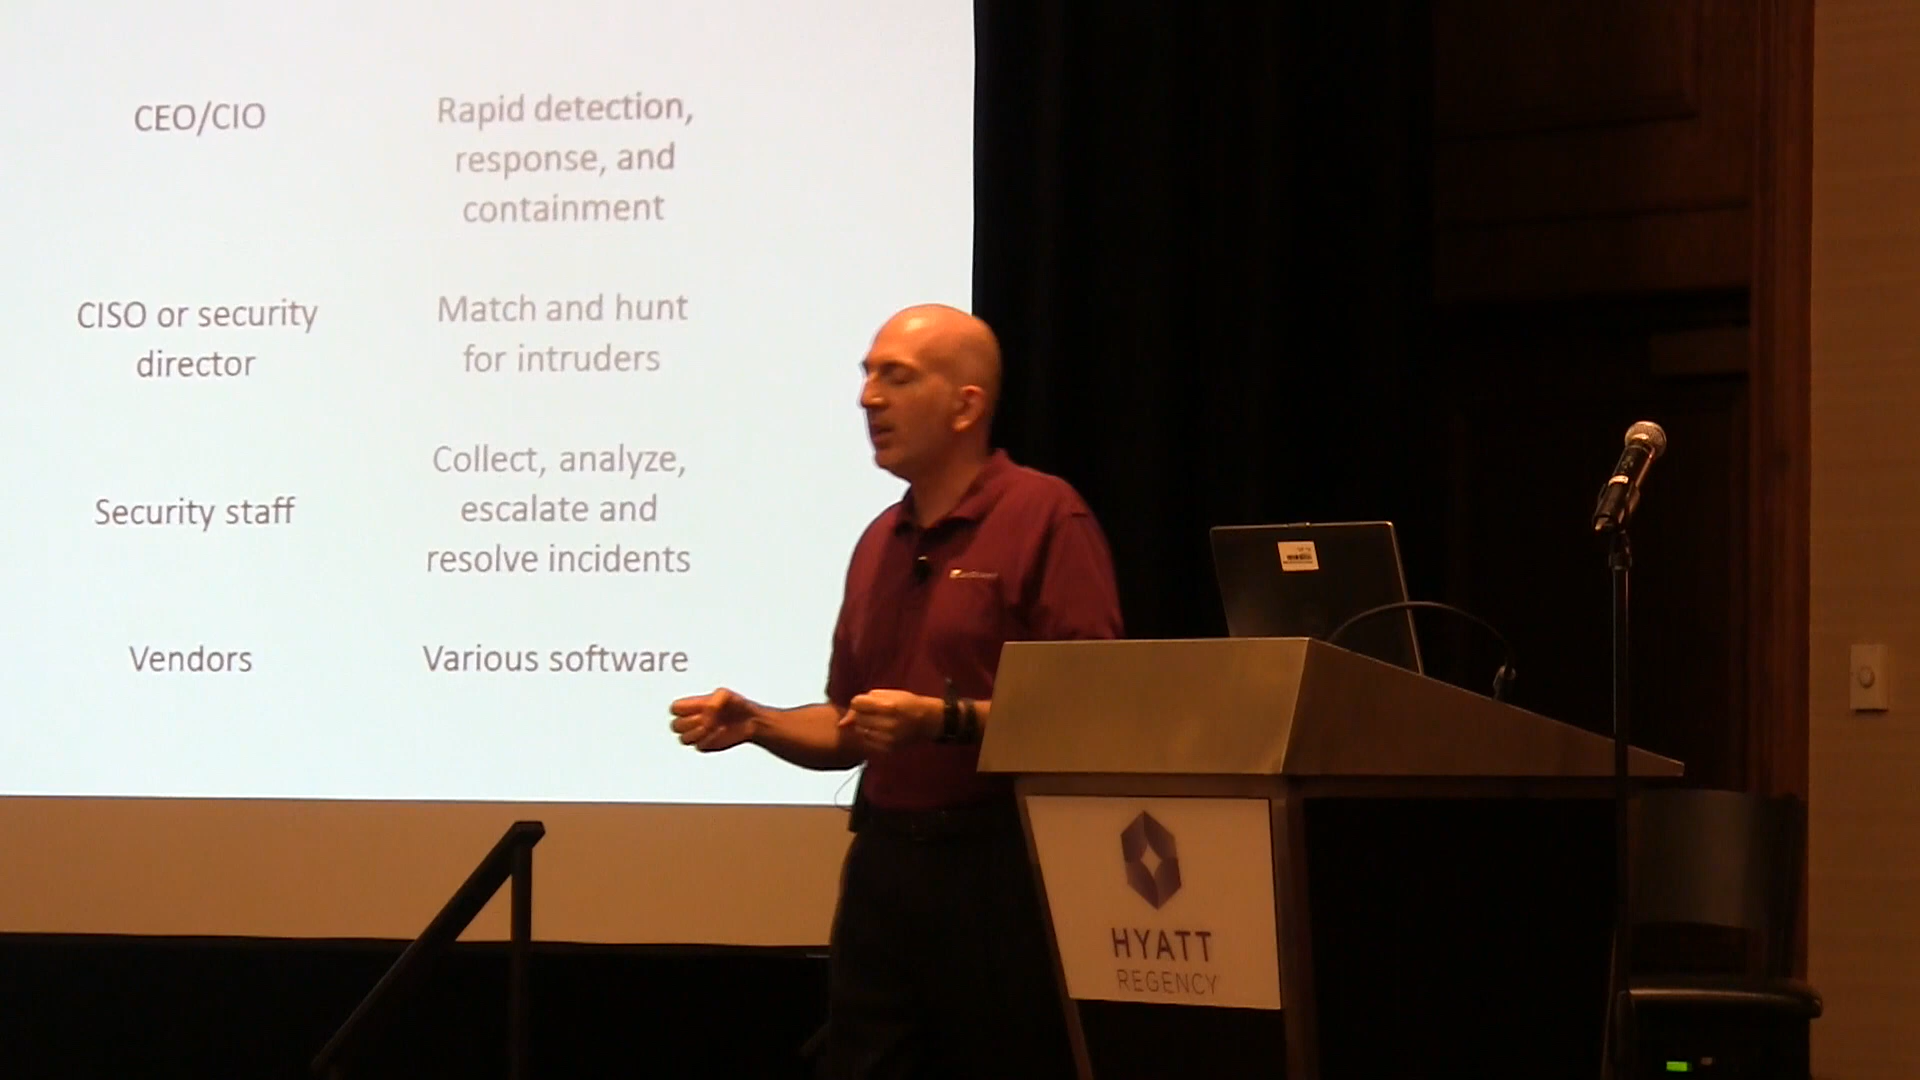 CEO/CIO
Rapid detection,
response, and
containment
CISO or security
director
Match and hunt
for intruders
Security staff
Collect, analyze,
escalate and
resolve incidents
Vendors
Various software
HYATT
REGENCY